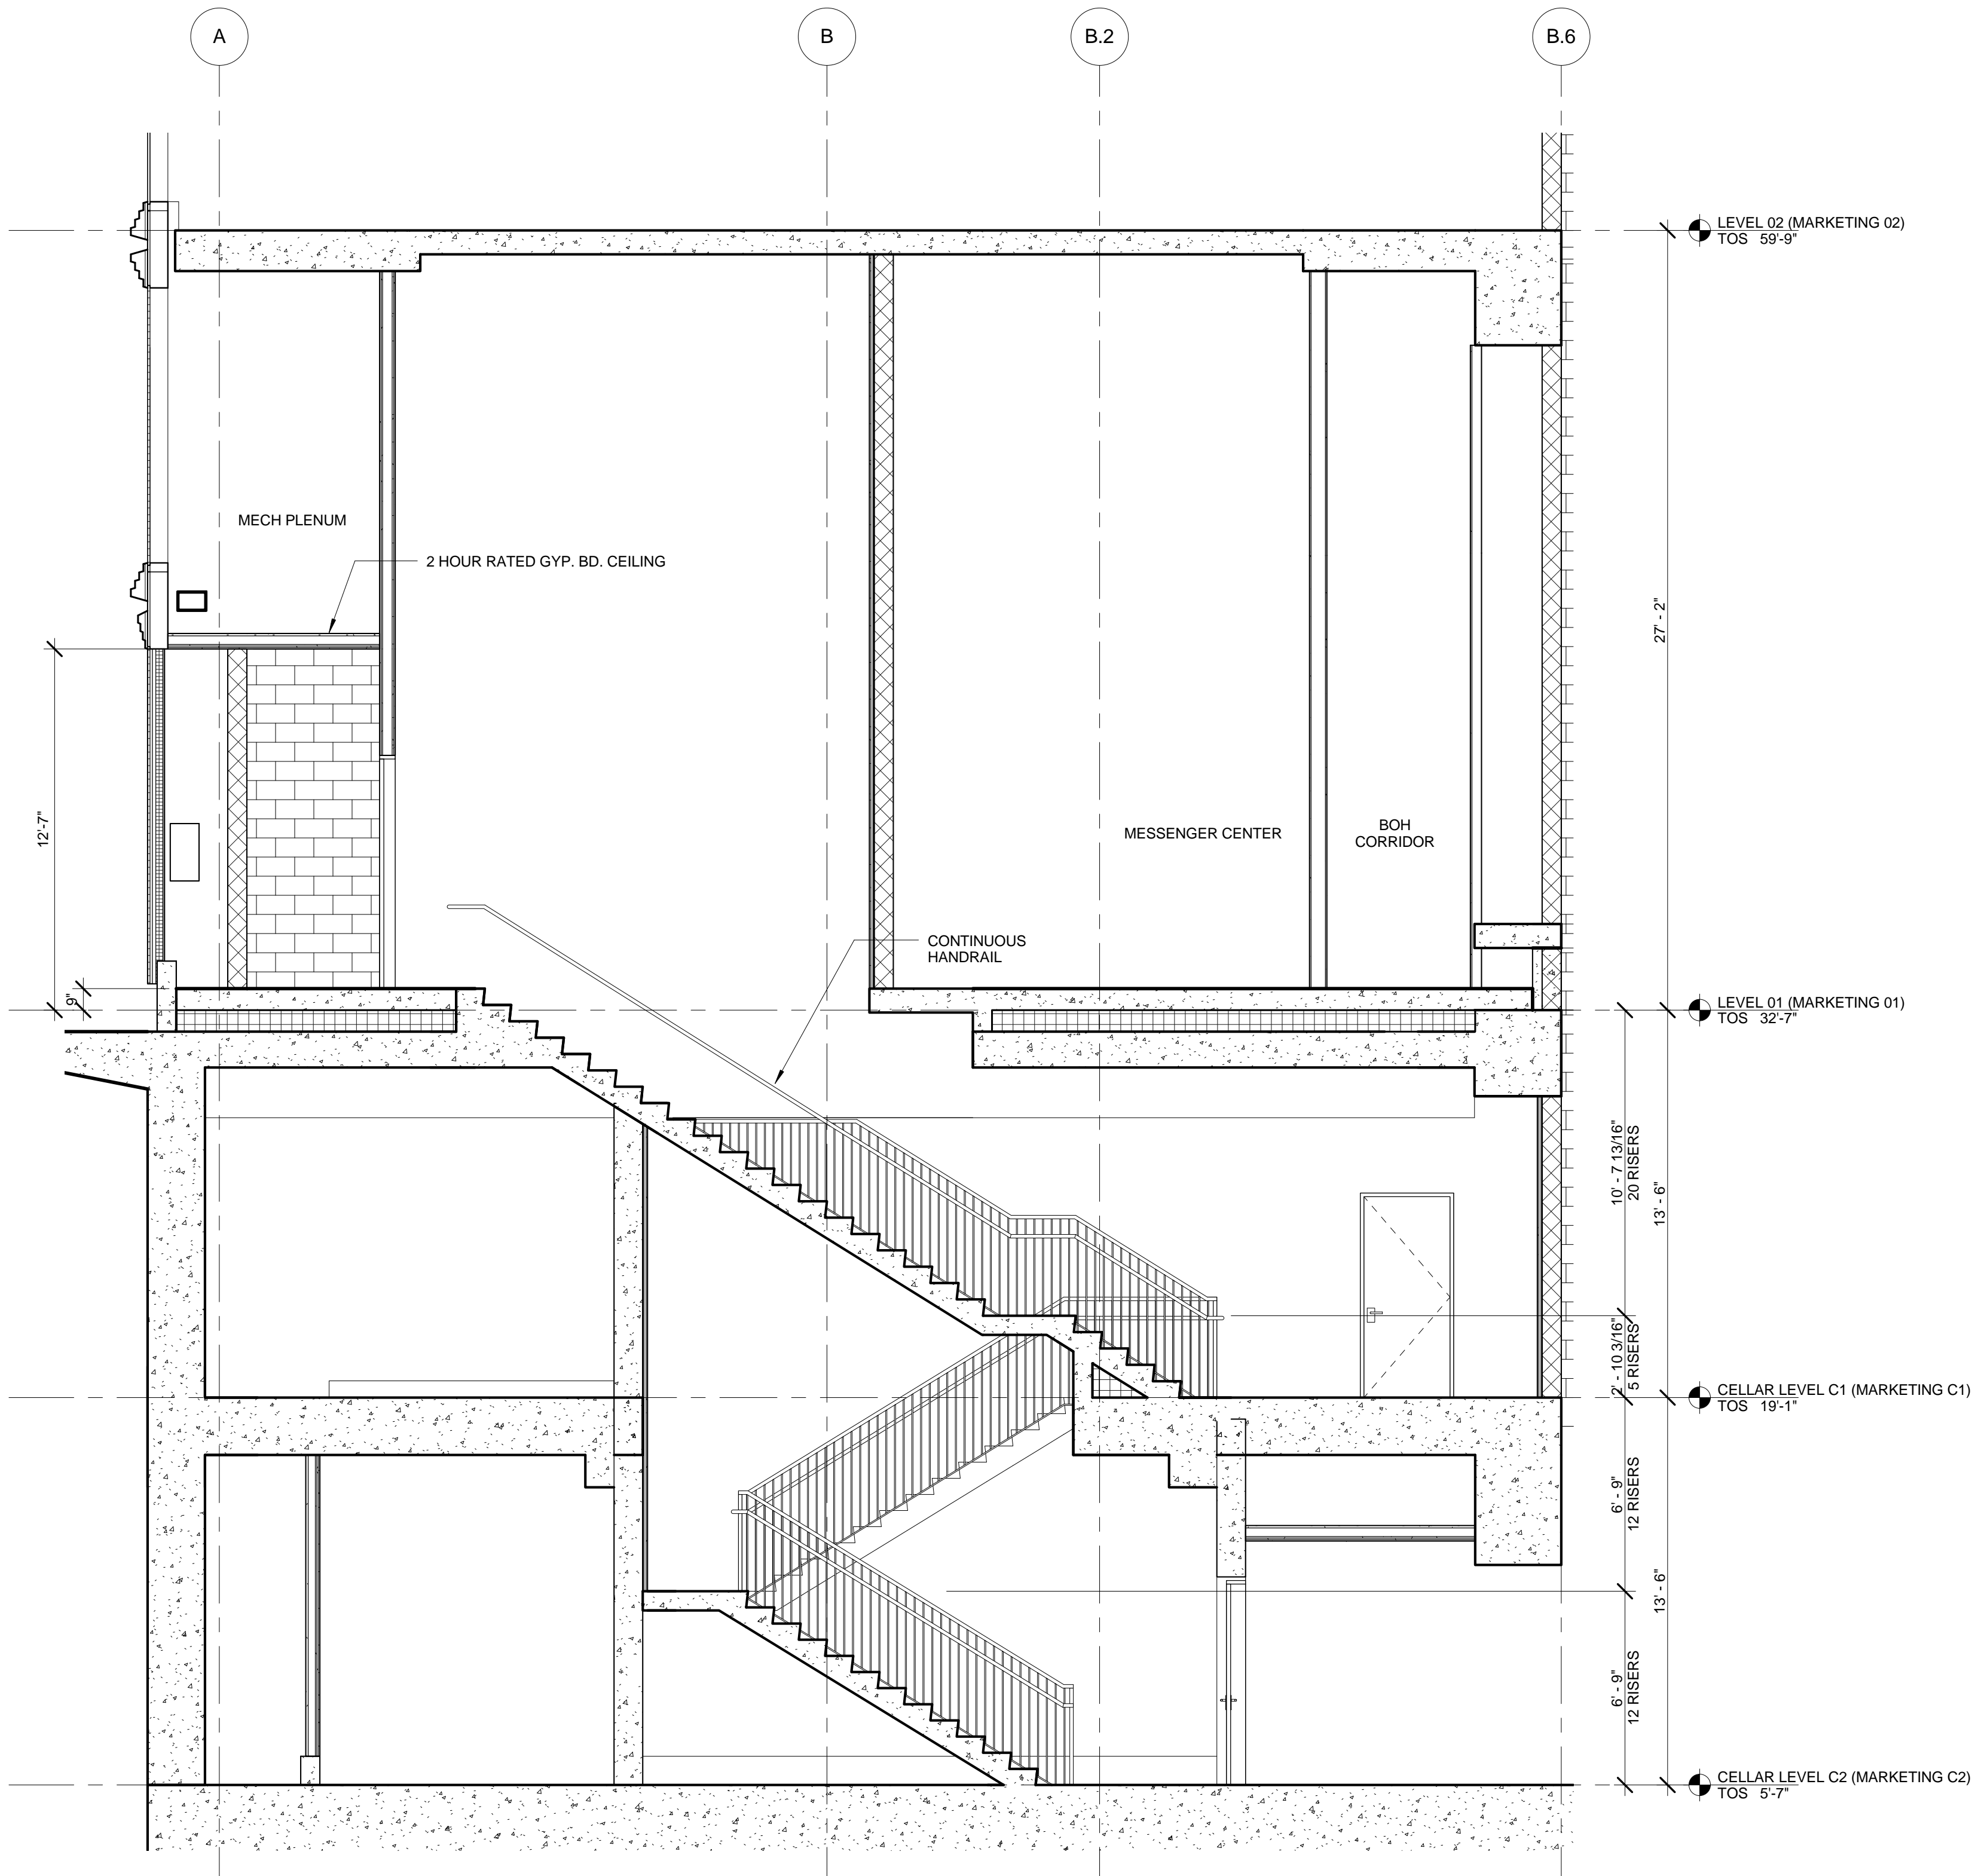 A
B
B.2
B.6
LEVEL 02 (MARKETING 02)
TOS 59'-9"
MECH PLENUM
2 HOUR RATED GYP. BD. CEILING
27' - 2"
12'-7"
MESSENGER CENTER
BOH
CORRIDOR
CONTINUOUS
HANDRAIL
9"
LEVEL 01 (MARKETING 01)
TOS 32'-7"
10' - 7 13/16"
20 RISERS
13' - 6"
2' - 10 3/16"
5 RISERS
CELLAR LEVEL C1 (MARKETING C1)
TOS 19'-1"
6' - 9"
12 RISERS
13' - 6"
6' - 9"
12 RISERS
CELLAR LEVEL C2 (MARKETING C2)
TOS 5'-7"